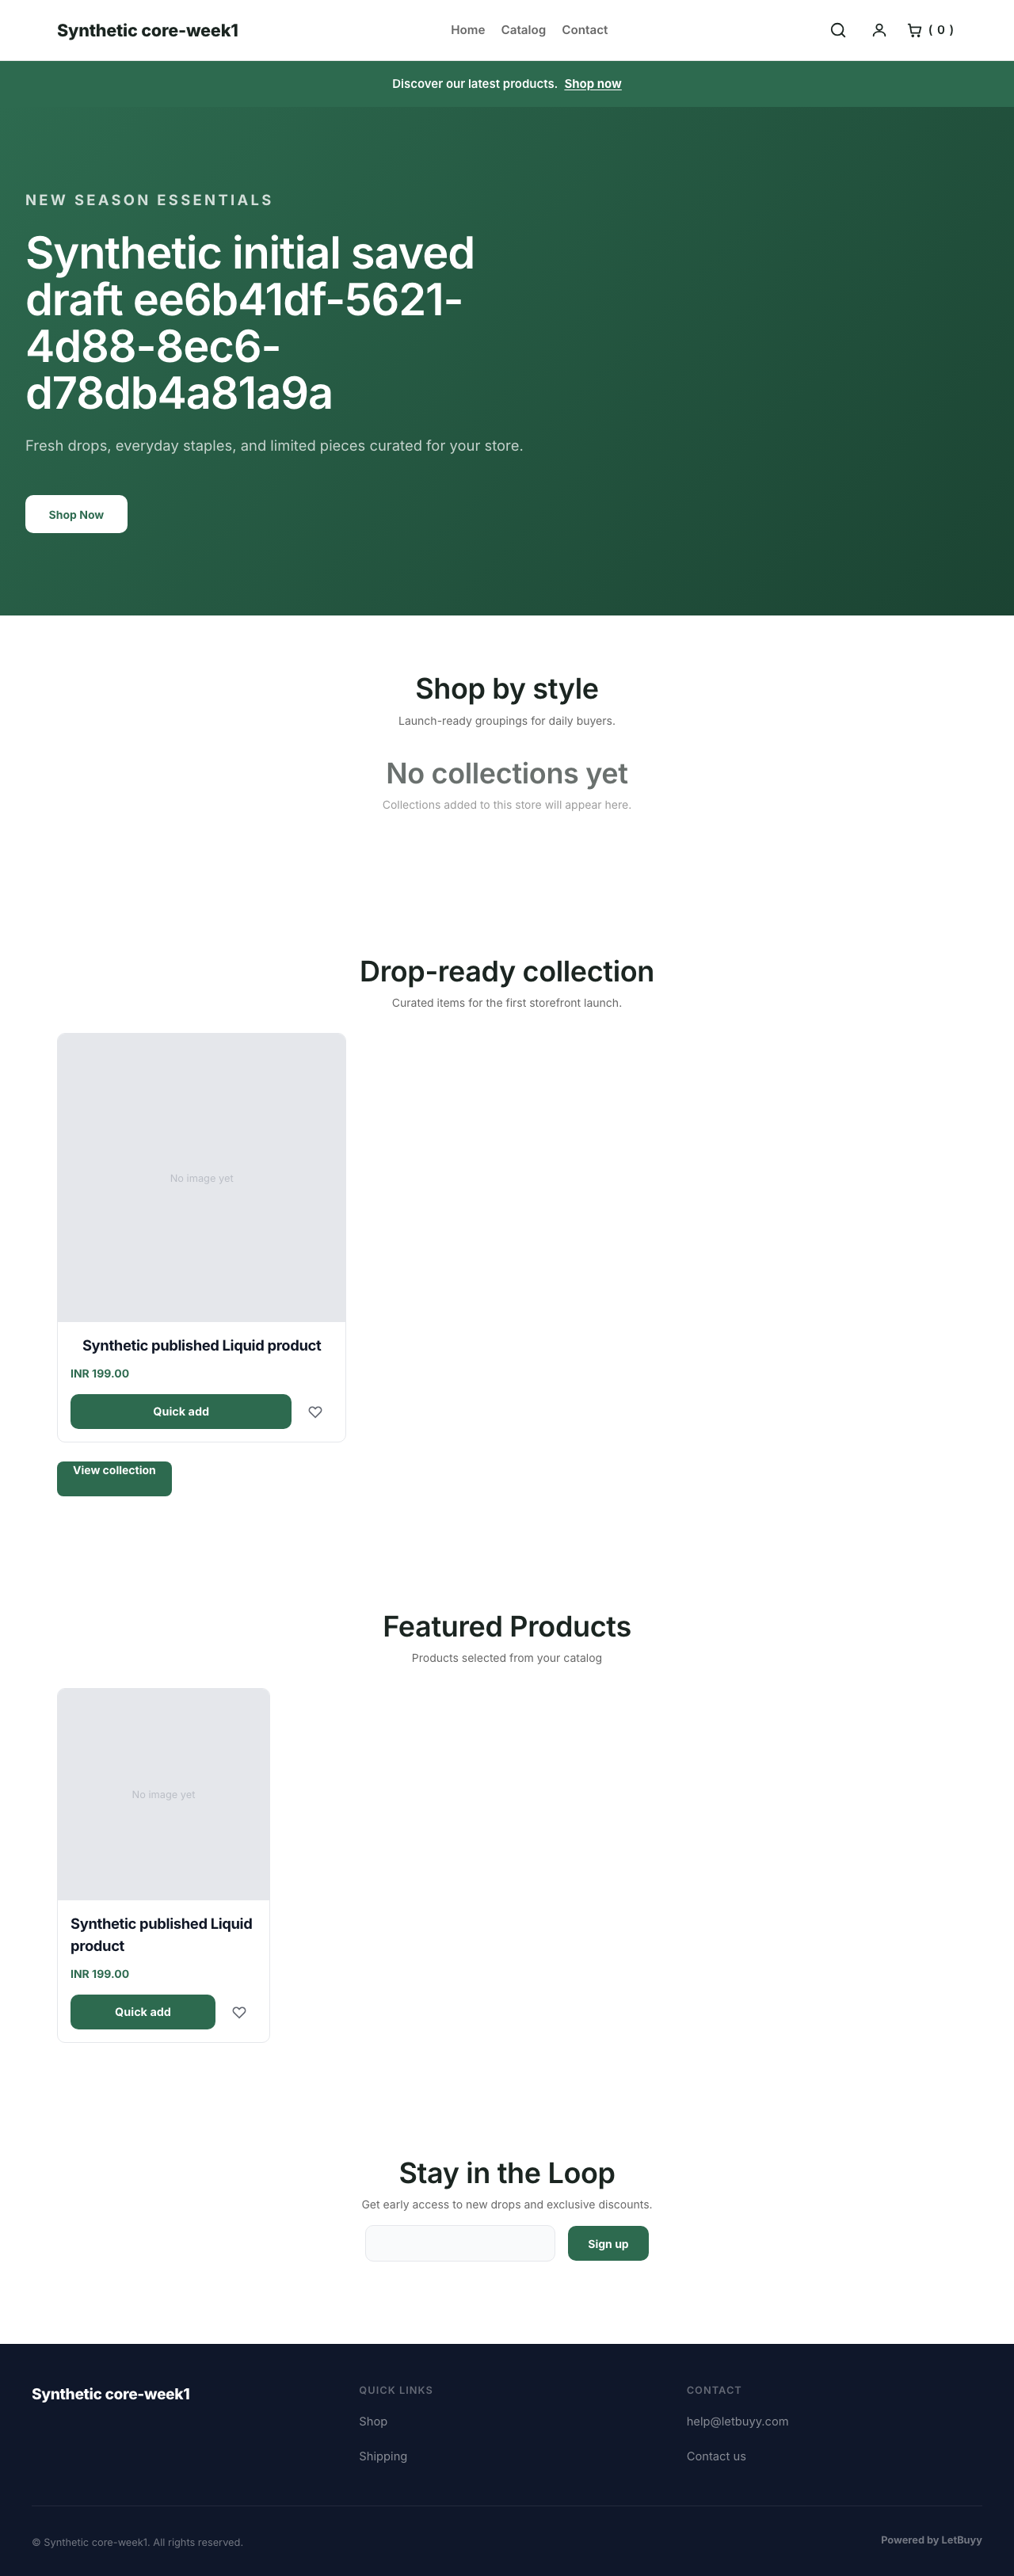 Synthetic core-week1
Home Catalog Contact
( 0 )
Discover our latest products. Shop now
NEW SEASON ESSENTIALS
Synthetic initial saved
draft ee6b41df-5621-
4d88-8ec6-
d78db4a81a9a
Fresh drops, everyday staples, and limited pieces curated for your store.
Shop Now
Shop by style
Launch-ready groupings for daily buyers.
No collections yet
Collections added to this store will appear here.
Drop-ready collection
Curated items for the first storefront launch.
No image yet
Synthetic published Liquid product
INR 199.00
Quick add
View collection
Featured Products
Products selected from your catalog
No image yet
Synthetic published Liquid
product
INR 199.00
Quick add
Stay in the Loop
Get early access to new drops and exclusive discounts.
Sign up
Synthetic core-week1
QUICK LINKS
Shop
Shipping
CONTACT
help@letbuyy.com
Contact us
© Synthetic core-week1. All rights reserved.
Powered by LetBuyy